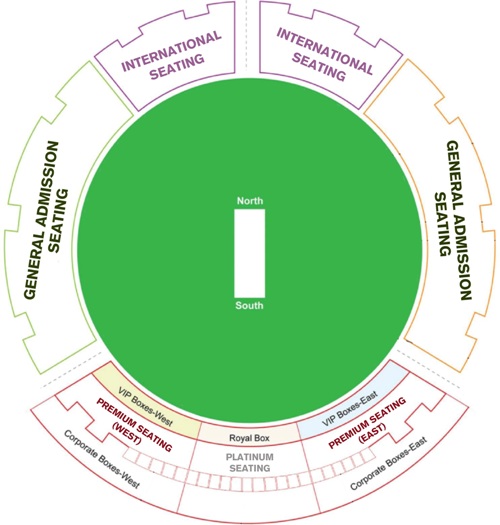 INTERNATIONAL
SEATING
INTERNATIONAL
SEATING
GENERAL ADMISSION
SEATING
GENERAL ADMISSION
SEATING
North
South
VIP Boxes-West
PREMIUM SEATING
(WEST)
Corporate Boxes-West
Royal Box
PLATINUM
SEATING
VIP Boxes-East
PREMIUM SEATING
(EAST)
Corporate Boxes-East